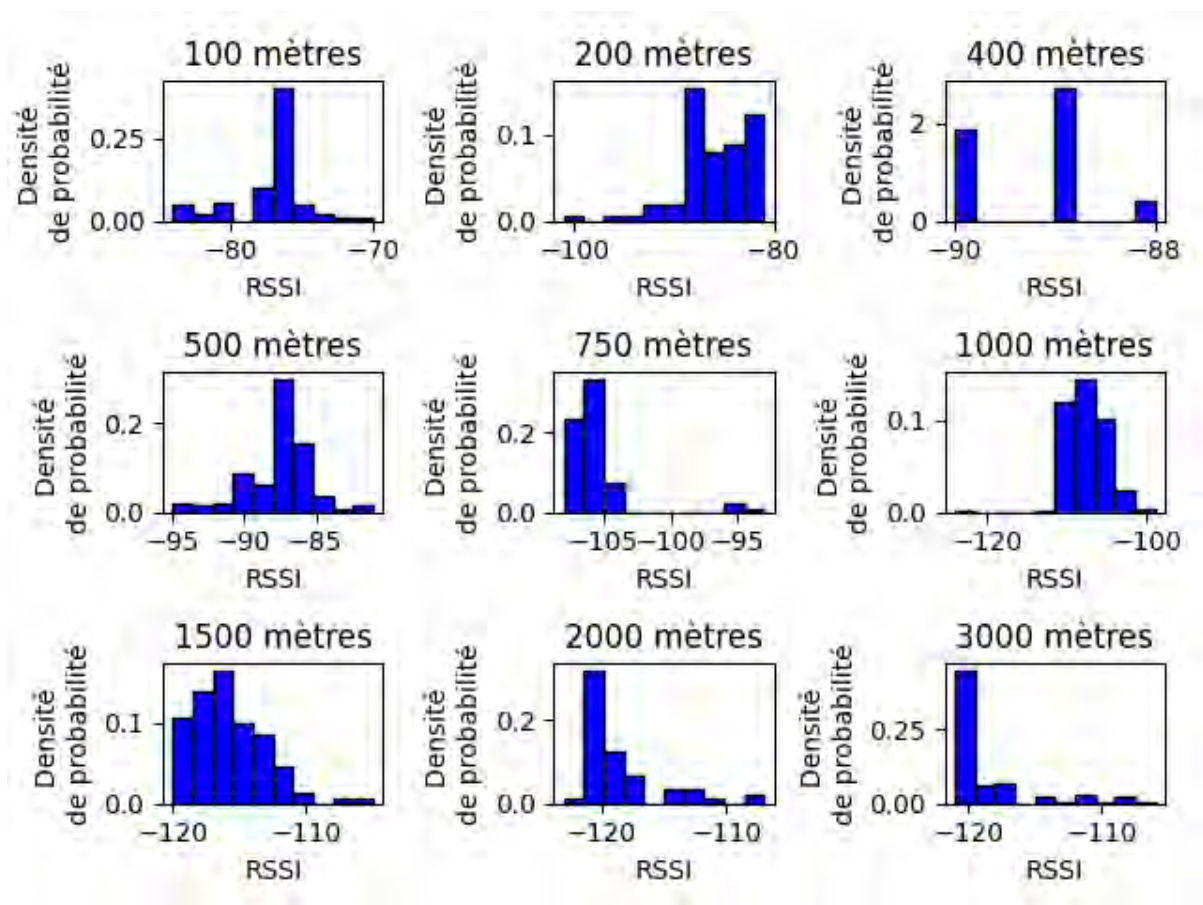 100 mètres
200 mètres
400 mètres
Densité
de probabilité
0.25
0.00
−80
−70
RSSI
Densité
de probabilité
0.1
0.0
−100
−80
RSSI
Densité
de probabilité
2
0
−90
−88
RSSI
500 mètres
750 mètres
1000 mètres
Densité
de probabilité
0.2
0.0
−95
−90
−85
RSSI
Densité
de probabilité
0.2
0.0
−105
−100
−95
RSSI
Densité
de probabilité
0.1
0.0
−120
−100
RSSI
1500 mètres
2000 mètres
3000 mètres
Densité
de probabilité
0.1
0.0
−120
−110
RSSI
Densité
de probabilité
0.2
0.0
−120
−110
RSSI
Densité
de probabilité
0.25
0.00
−120
−110
RSSI